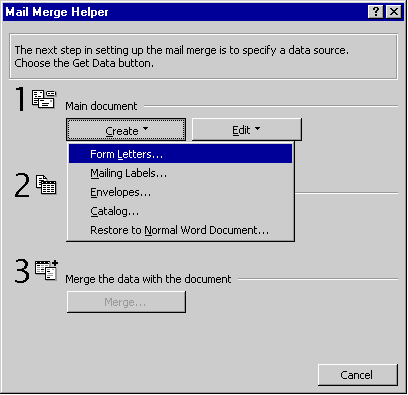 Mail Merge Helper
The next step in setting up the mail merge is to specify a data source.
Choose the Get Data button.
1 Main document
Create Edit
Form Letters...
Mailing Labels...
2
Envelopes...
Catalog...
Restore to Normal Word Document...
3 Merge the data with the document
Merge...
Cancel